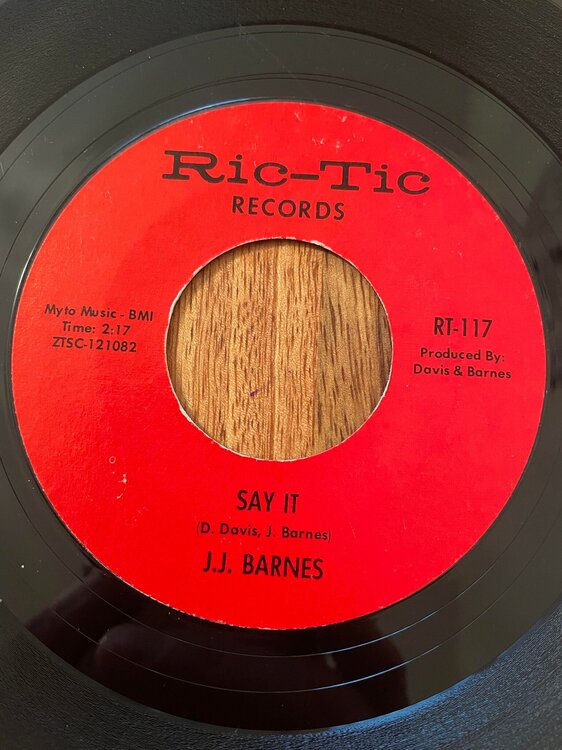 Ric-Tic
RECORDS
Myto Music - BMI
Time: 2:17
ZTSC-121082
RT-117
Produced By:
Davis & Barnes
SAY IT
(D. Davis, J. Barnes)
J.J. BARNES